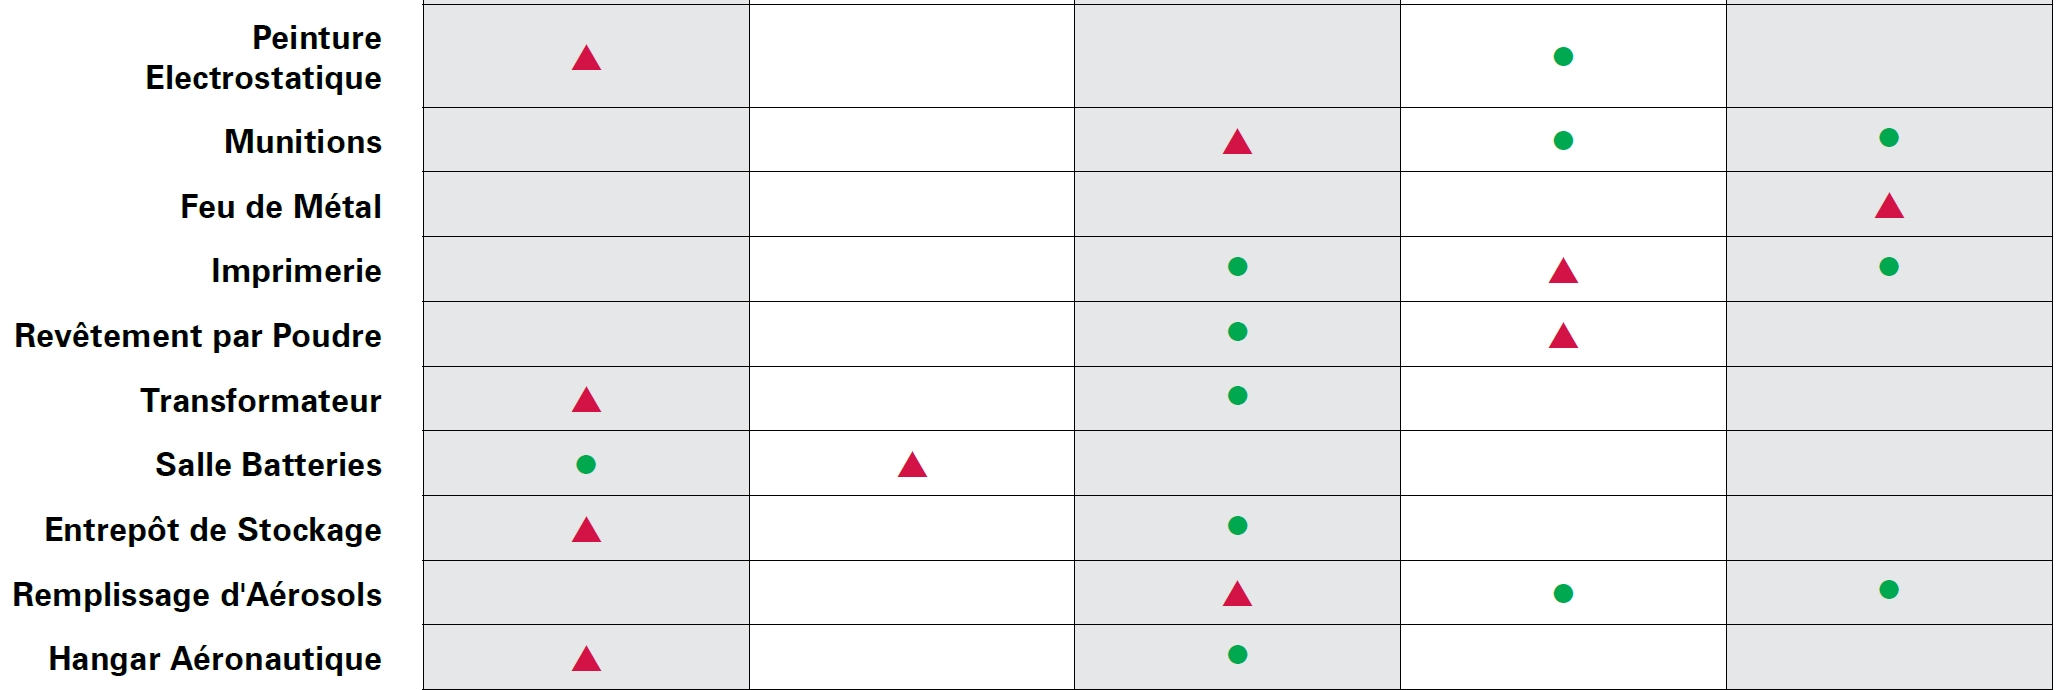 Peinture
Electrostatique
Munitions
Feu de Métal
Imprimerie
Revêtement par Poudre
Transformateur
Salle Batteries
Entrepôt de Stockage
Remplissage d'Aérosols
Hangar Aéronautique